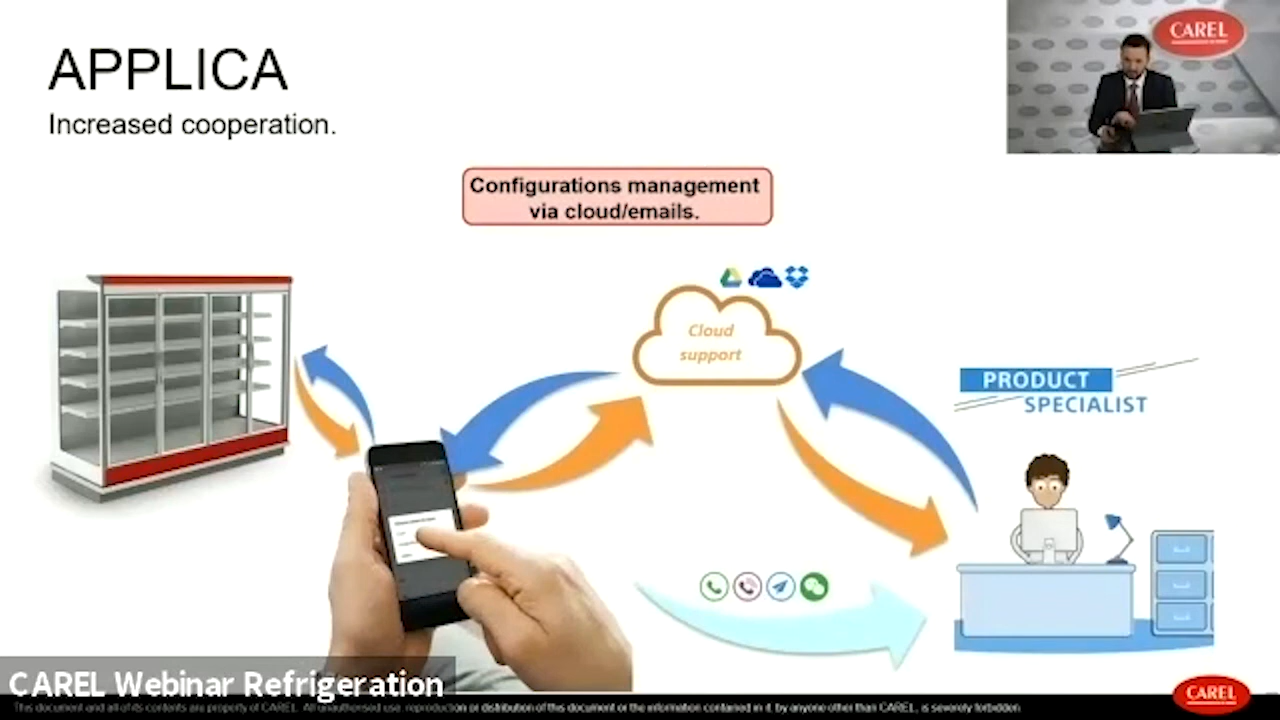 APPLICA
Increased cooperation.
CAREL
Configurations management
via cloud/emails.
Cloud
support
PRODUCT
SPECIALIST
CAREL Webinar Refrigeration
CAREL
This document and all of its contents are property of CAREL. All unauthorised use, reproduction or distribution of this document or the information contained in it, by anyone other than CAREL, is severely forbidden.